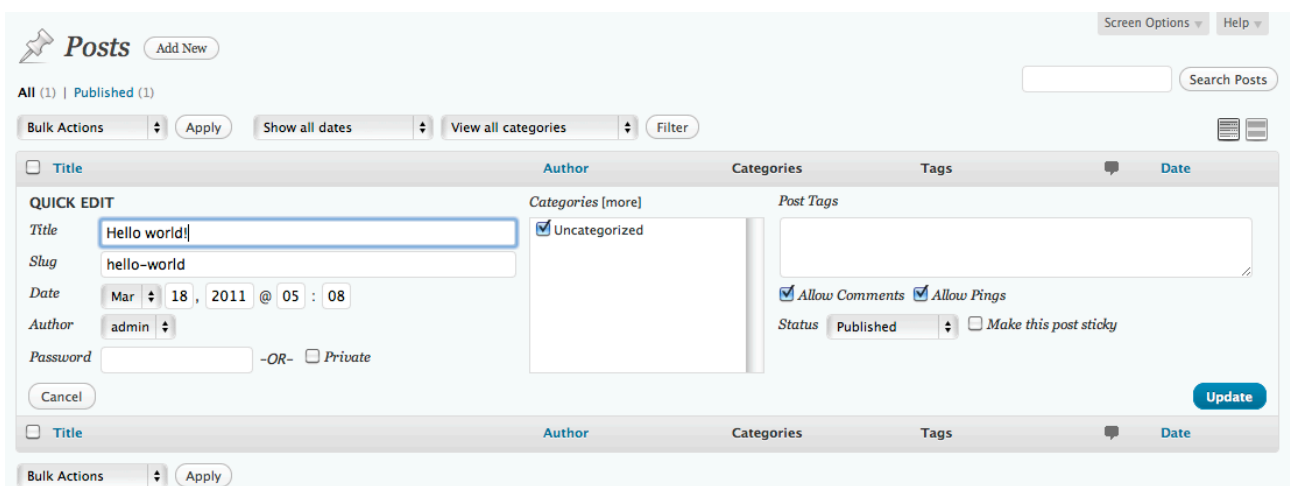 Screen Options Help
Posts Add New
Search Posts
All (1) | Published (1)
Bulk Actions Apply Show all dates View all categories Filter
Title Author Categories Tags Date
QUICK EDIT Categories [more] Post Tags
Title Hello world! Uncategorized
Slug hello-world
Date Mar 18 , 2011 @ 05 : 08 Allow Comments Allow Pings
Author admin Status Published Make this post sticky
Password -OR- Private
Cancel Update
Title Author Categories Tags Date
Bulk Actions Apply